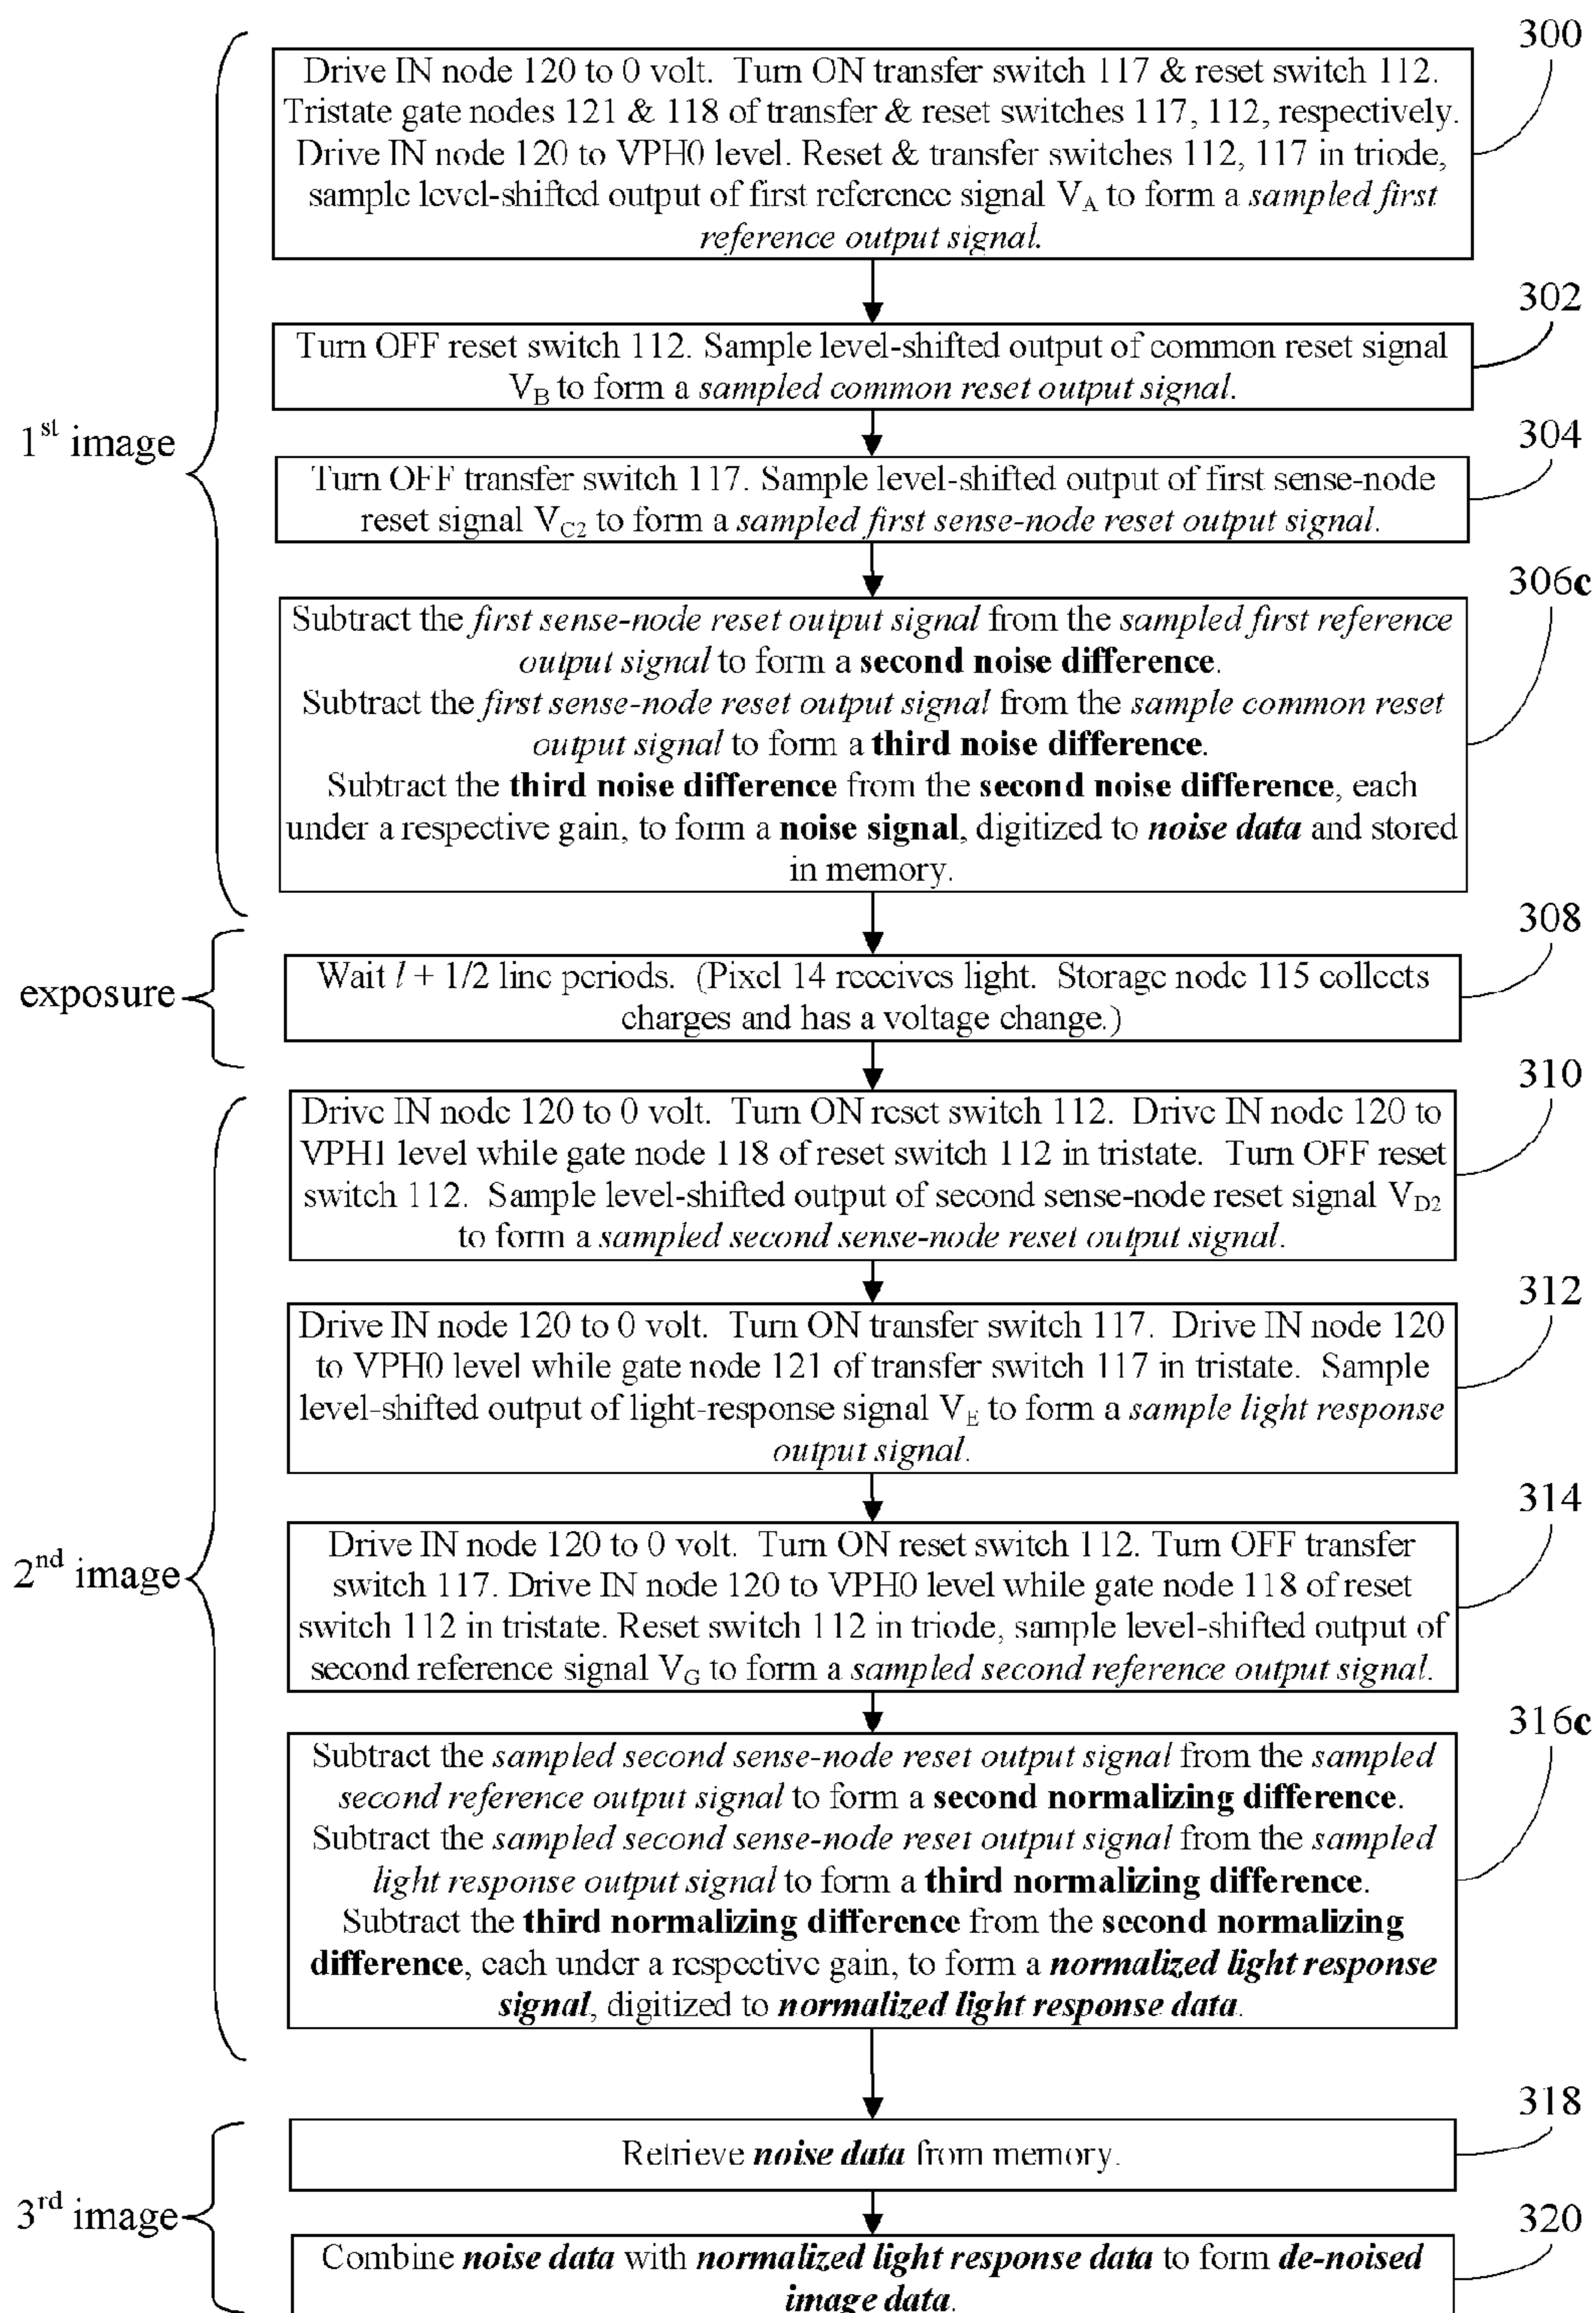 300
Drive IN node 120 to 0 volt. Turn ON transfer switch 117 & reset switch 112.
Tristate gate nodes 121 & 118 of transfer & reset switches 117, 112, respectively.
Drive IN node 120 to VPH0 level. Reset & transfer switches 112, 117 in triode,
sample level-shifted output of first reference signal VA to form a sampled first
reference output signal.
302
Turn OFF reset switch 112. Sample level-shifted output of common reset signal
VB to form a sampled common reset output signal.
1st image
304
Turn OFF transfer switch 117. Sample level-shifted output of first sense-node
reset signal VC2 to form a sampled first sense-node reset output signal.
306c
Subtract the first sense-node reset output signal from the sampled first reference
output signal to form a second noise difference.
Subtract the first sense-node reset output signal from the sample common reset
output signal to form a third noise difference.
Subtract the third noise difference from the second noise difference, each
under a respective gain, to form a noise signal, digitized to noise data and stored
in memory.
308
exposure
Wait l + 1/2 line periods. (Pixel 14 receives light. Storage node 115 collects
charges and has a voltage change.)
310
Drive IN node 120 to 0 volt. Turn ON reset switch 112. Drive IN node 120 to
VPH1 level while gate node 118 of reset switch 112 in tristate. Turn OFF reset
switch 112. Sample level-shifted output of second sense-node reset signal VD2
to form a sampled second sense-node reset output signal.
312
Drive IN node 120 to 0 volt. Turn ON transfer switch 117. Drive IN node 120
to VPH0 level while gate node 121 of transfer switch 117 in tristate. Sample
level-shifted output of light-response signal VE to form a sample light response
output signal.
314
2nd image
Drive IN node 120 to 0 volt. Turn ON reset switch 112. Turn OFF transfer
switch 117. Drive IN node 120 to VPH0 level while gate node 118 of reset
switch 112 in tristate. Reset switch 112 in triode, sample level-shifted output of
second reference signal VG to form a sampled second reference output signal.
316c
Subtract the sampled second sense-node reset output signal from the sampled
second reference output signal to form a second normalizing difference.
Subtract the sampled second sense-node reset output signal from the sampled
light response output signal to form a third normalizing difference.
Subtract the third normalizing difference from the second normalizing
difference, each under a respective gain, to form a normalized light response
signal, digitized to normalized light response data.
318
Retrieve noise data from memory.
3rd image
320
Combine noise data with normalized light response data to form de-noised
image data.